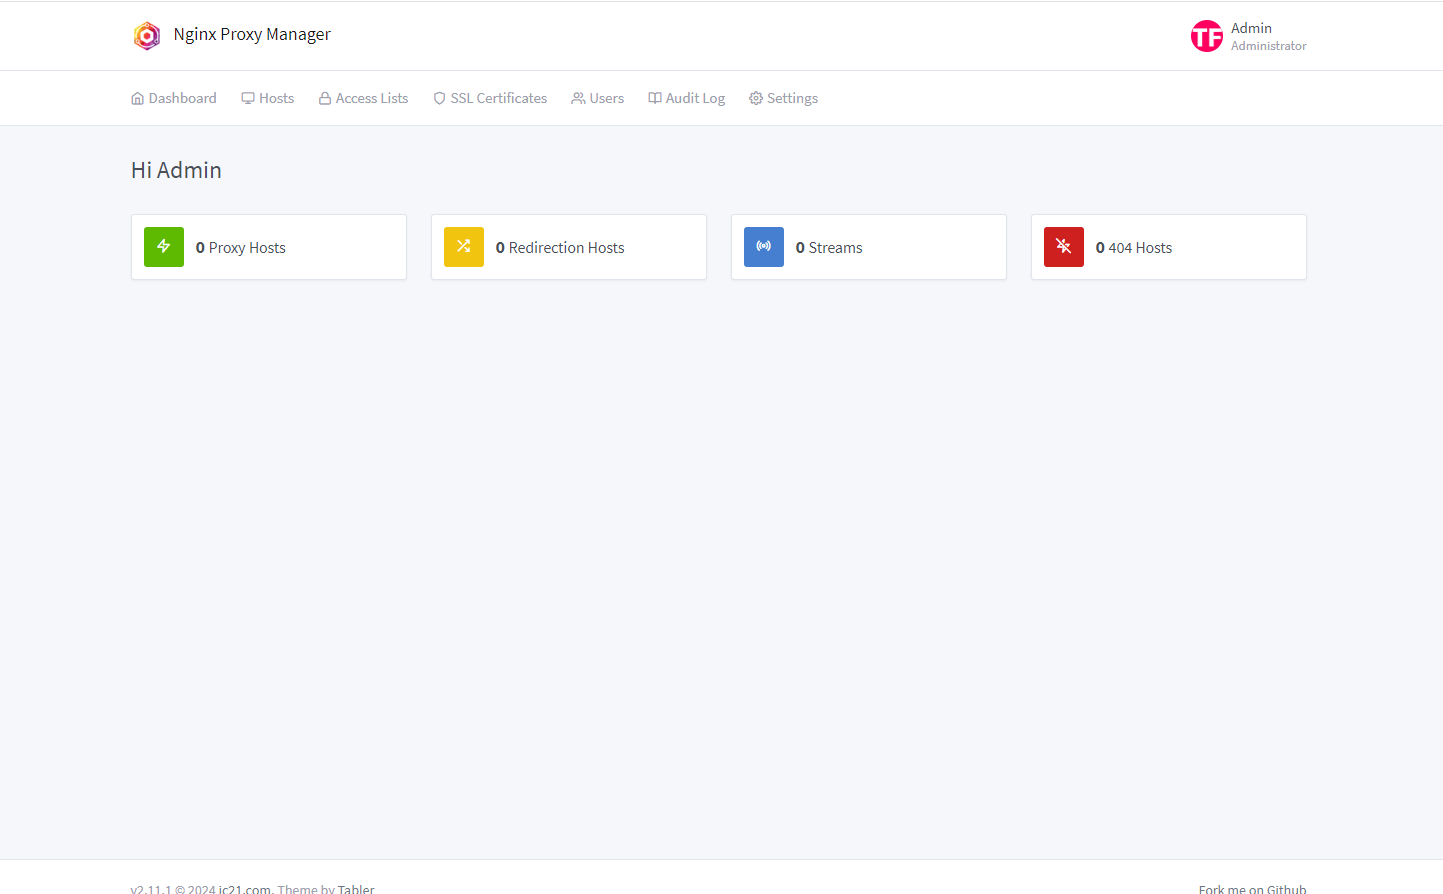 Nginx Proxy Manager
TF
Admin
Administrator
Dashboard Hosts Access Lists SSL Certificates Users Audit Log Settings
Hi Admin
0 Proxy Hosts
0 Redirection Hosts
0 Streams
0 404 Hosts
v2.11.1 © 2024 jc21.com. Theme by Tabler
Fork me on Github